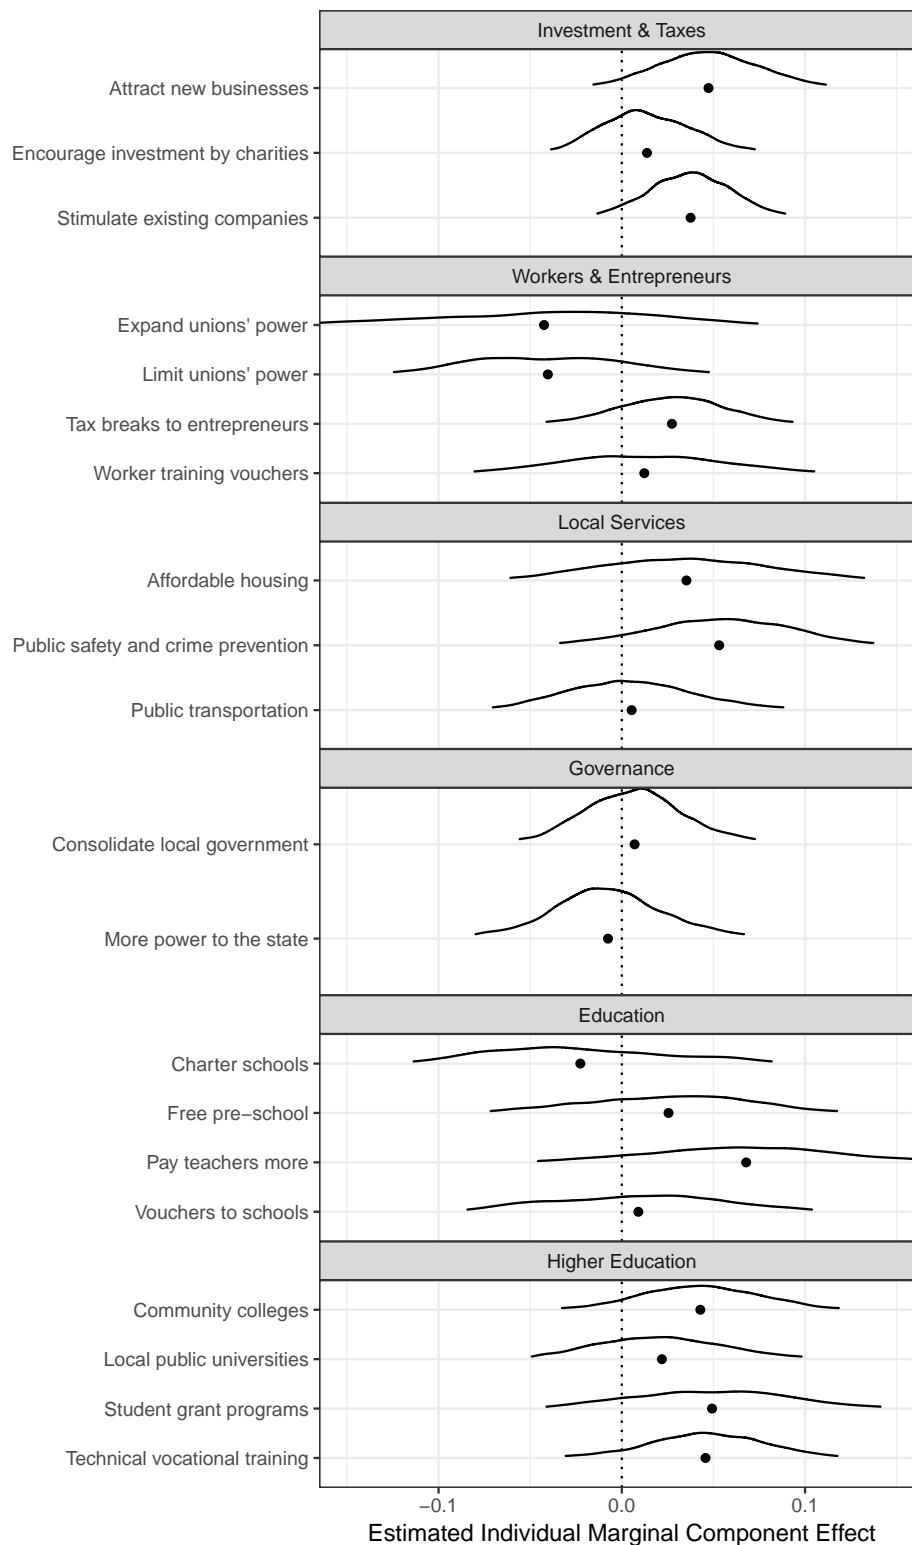 Investment & Taxes
Attract new businesses
Encourage investment by charities
Stimulate existing companies
Workers & Entrepreneurs
Expand unions' power
Limit unions' power
Tax breaks to entrepreneurs
Worker training vouchers
Local Services
Affordable housing
Public safety and crime prevention
Public transportation
Governance
Consolidate local government
More power to the state
Education
Charter schools
Free pre−school
Pay teachers more
Vouchers to schools
Higher Education
Community colleges
Local public universities
Student grant programs
Technical vocational training
−0.1 0.0 0.1
Estimated Individual Marginal Component Effect